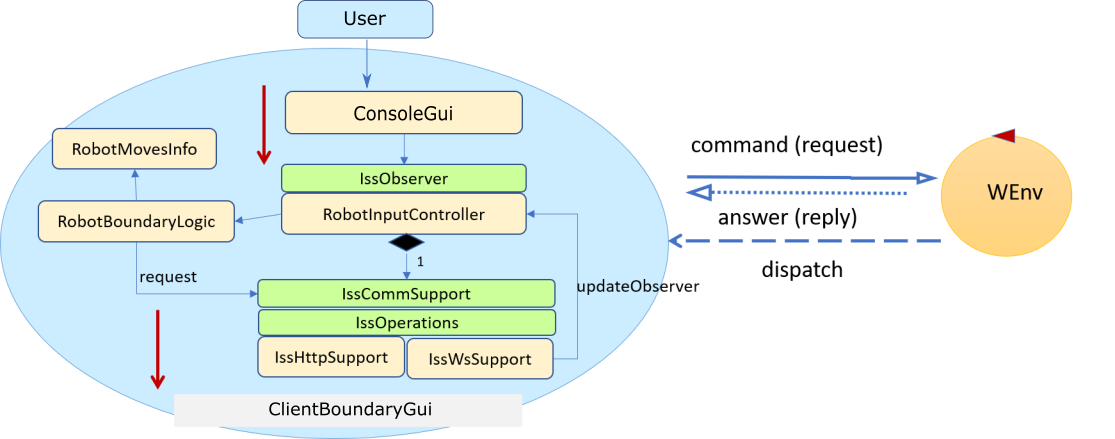 User
ConsoleGui
RobotMovesInfo
IssObserver
RobotInputController
RobotBoundaryLogic
1
request
IssCommSupport
updateObserver
IssOperations
IssHttpSupport
IssWsSupport
ClientBoundaryGui
command (request)
answer (reply)
dispatch
WEnv